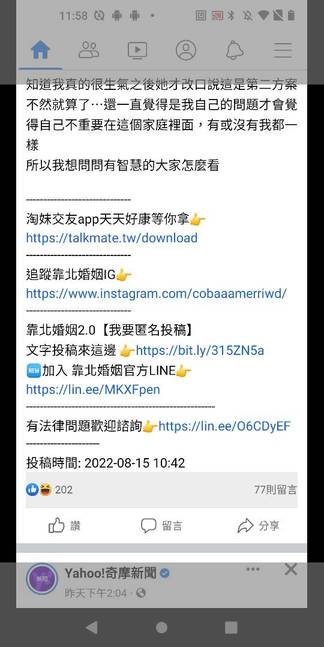 11:58
知道我真的很生氣之後她才改口說這是第二方案
不然就算了⋯還一直覺得是我自己的問題才會覺
得自己不重要在這個家庭裡面，有或沒有我都一
樣
所以我想問問有智慧的大家怎麼看
------------------------------
淘妹交友app天天好康等你拿👉
https://talkmate.tw/download
------------------------------
追蹤靠北婚姻IG👉
https://www.instagram.com/cobaaamerriwd/
------------------------------
靠北婚姻2.0【我要匿名投稿】
文字投稿來這邊 👉https://bit.ly/315ZN5a
🆕加入 靠北婚姻官方LINE👉
https://lin.ee/MKXFpen
------------------------------------------------------
有法律問題歡迎諮詢👉https://lin.ee/O6CDyEF
---------------------
投稿時間: 2022-08-15 10:42
202 77則留言
讚 留言 分享
Yahoo!奇摩新聞
昨天下午2:04 ·